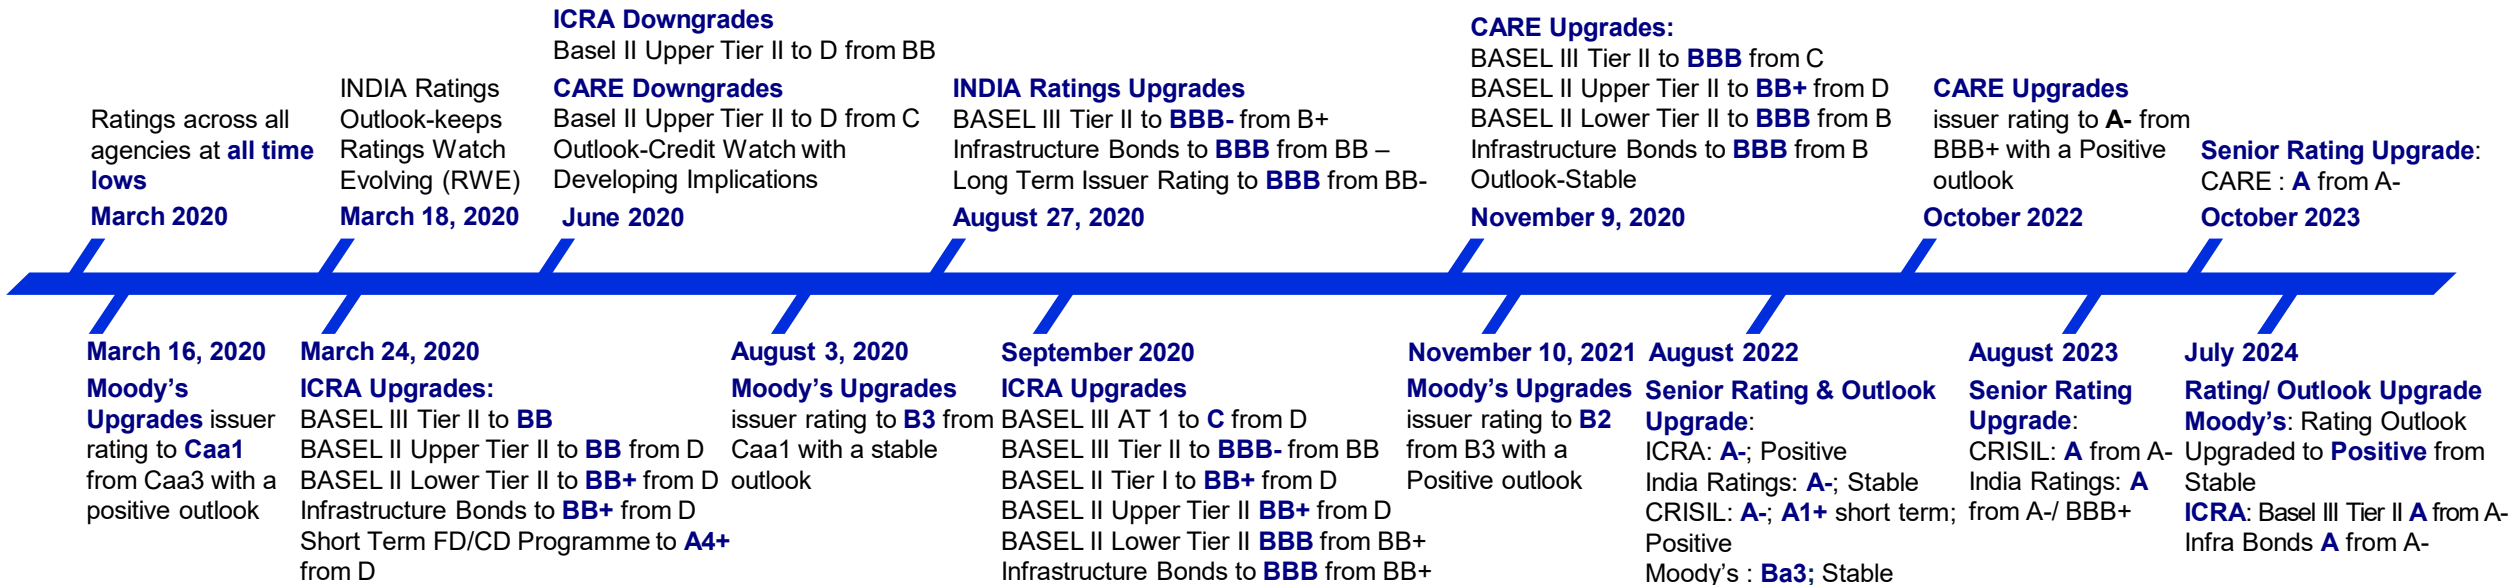 Ratings across all
agencies at all time
lows
March 2020
INDIA Ratings
Outlook-keeps
Ratings Watch
Evolving (RWE)
March 18, 2020
ICRA Downgrades
Basel II Upper Tier II to D from BB
CARE Downgrades
Basel II Upper Tier II to D from C
Outlook-Credit Watch with
Developing Implications
June 2020
INDIA Ratings Upgrades
BASEL III Tier II to BBB- from B+
Infrastructure Bonds to BBB from BB –
Long Term Issuer Rating to BBB from BB-
August 27, 2020
CARE Upgrades:
BASEL III Tier II to BBB from C
BASEL II Upper Tier II to BB+ from D
BASEL II Lower Tier II to BBB from B
Infrastructure Bonds to BBB from B
Outlook-Stable
November 9, 2020
CARE Upgrades
issuer rating to A- from
BBB+ with a Positive
outlook
October 2022
Senior Rating Upgrade:
CARE : A from A-
October 2023
March 16, 2020
Moody's
Upgrades issuer
rating to Caa1
from Caa3 with a
positive outlook
March 24, 2020
ICRA Upgrades:
BASEL III Tier II to BB
BASEL II Upper Tier II to BB from D
BASEL II Lower Tier II to BB+ from D
Infrastructure Bonds to BB+ from D
Short Term FD/CD Programme to A4+
from D
August 3, 2020
Moody's Upgrades
issuer rating to B3 from
Caa1 with a stable
outlook
September 2020
ICRA Upgrades
BASEL III AT 1 to C from D
BASEL III Tier II to BBB- from BB
BASEL II Tier I to BB+ from D
BASEL II Upper Tier II BB+ from D
BASEL II Lower Tier II BBB from BB+
Infrastructure Bonds to BBB from BB+
November 10, 2021
Moody's Upgrades
issuer rating to B2
from B3 with a
Positive outlook
August 2022
Senior Rating & Outlook
Upgrade:
ICRA: A-; Positive
India Ratings: A-; Stable
CRISIL: A-; A1+ short term;
Positive
Moody's : Ba3; Stable
August 2023
Senior Rating
Upgrade:
CRISIL: A from A-
India Ratings: A
from A-/ BBB+
July 2024
Rating/ Outlook Upgrade
Moody's: Rating Outlook
Upgraded to Positive from
Stable
ICRA: Basel III Tier II A from A-
Infra Bonds A from A-